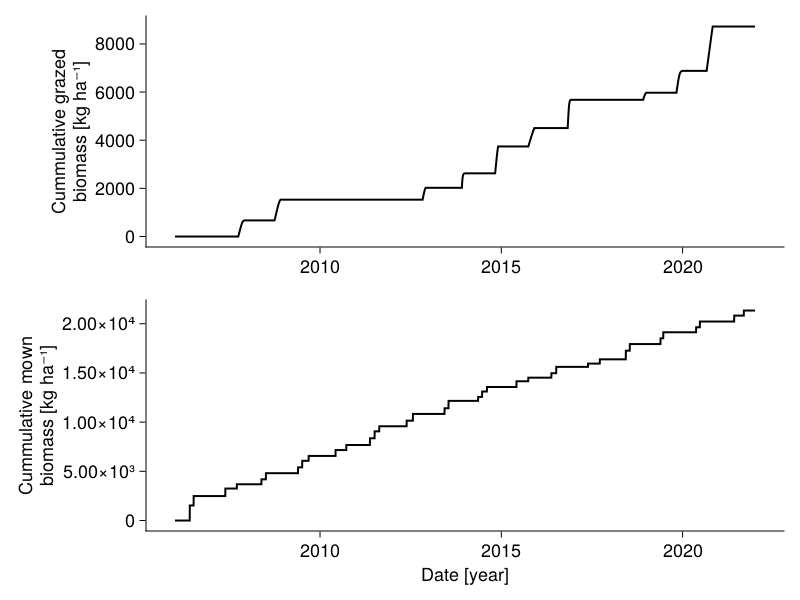 Cummulative grazed
biomass [kg ha⁻¹]
8000
6000
4000
2000
0
2010 2015 2020
Cummulative mown
biomass [kg ha⁻¹]
2.00×10⁴
1.50×10⁴
1.00×10⁴
5.00×10³
0
2010 2015 2020
Date [year]